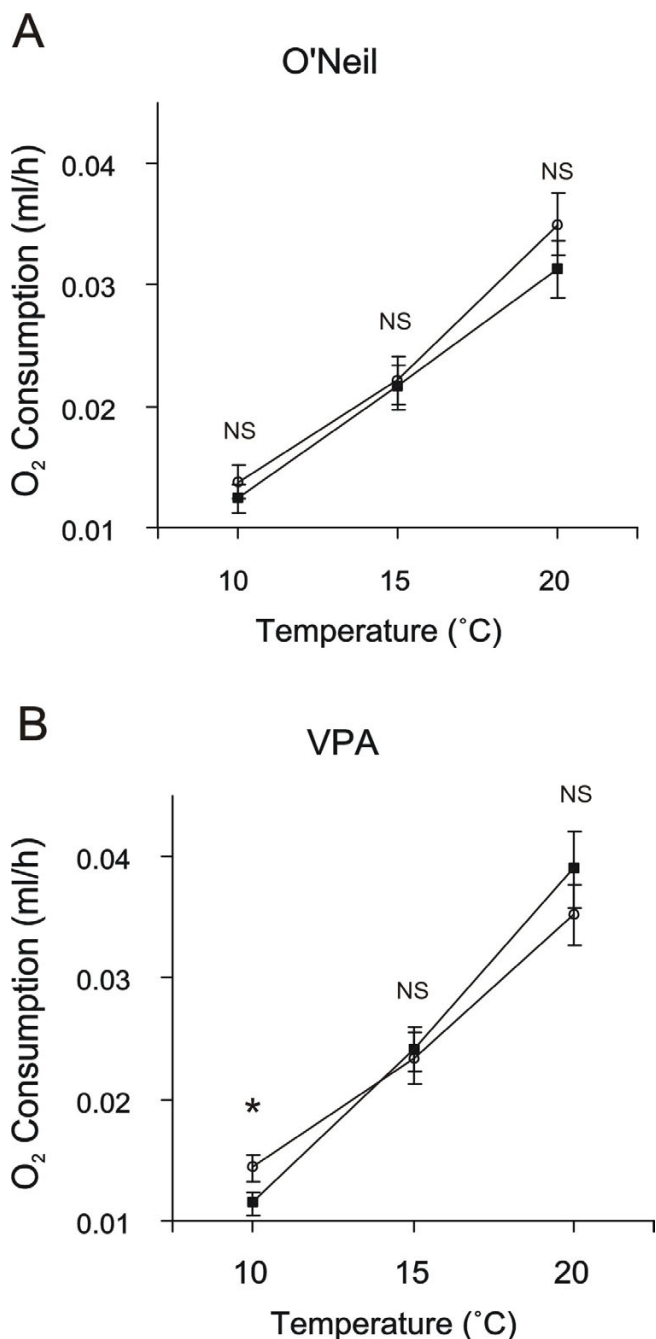 A
O'Neil
O₂ Consumption (ml/h)
0.04
0.03
0.02
0.01
NS
NS
NS
10
15
20
Temperature (˚C)
B
VPA
O₂ Consumption (ml/h)
0.04
0.03
0.02
0.01
*
NS
NS
10
15
20
Temperature (˚C)